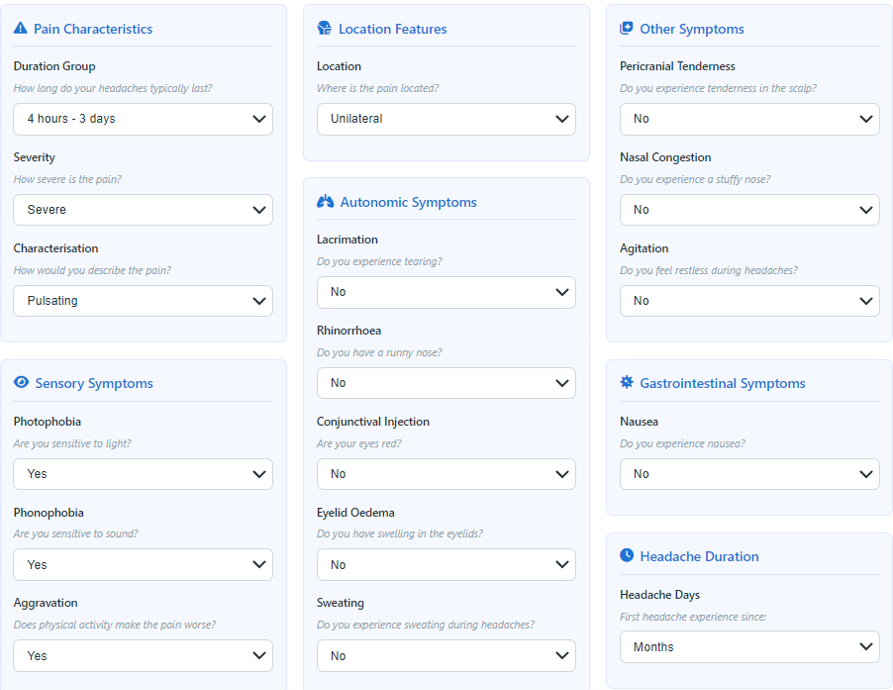 Pain Characteristics
Duration Group
How long do your headaches typically last?
4 hours - 3 days
Severity
How severe is the pain?
Severe
Characterisation
How would you describe the pain?
Pulsating
Sensory Symptoms
Photophobia
Are you sensitive to light?
Yes
Phonophobia
Are you sensitive to sound?
Yes
Aggravation
Does physical activity make the pain worse?
Yes
Location Features
Location
Where is the pain located?
Unilateral
Autonomic Symptoms
Lacrimation
Do you experience tearing?
No
Rhinorrhoea
Do you have a runny nose?
No
Conjunctival Injection
Are your eyes red?
No
Eyelid Oedema
Do you have swelling in the eyelids?
No
Sweating
Do you experience sweating during headaches?
No
Other Symptoms
Pericranial Tenderness
Do you experience tenderness in the scalp?
No
Nasal Congestion
Do you experience a stuffy nose?
No
Agitation
Do you feel restless during headaches?
No
Gastrointestinal Symptoms
Nausea
Do you experience nausea?
No
Headache Duration
Headache Days
First headache experience since:
Months